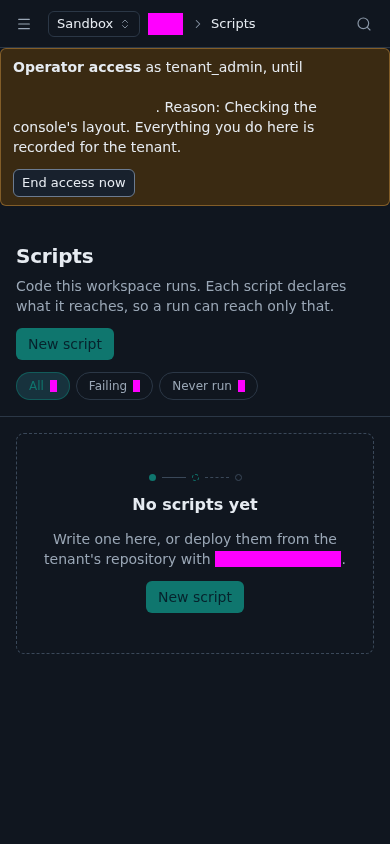 Sandbox Scripts
Operator access as tenant_admin, until
. Reason: Checking the
console's layout. Everything you do here is
recorded for the tenant.
End access now
Scripts
Code this workspace runs. Each script declares
what it reaches, so a run can reach only that.
New script
All Failing Never run
No scripts yet
Write one here, or deploy them from the
tenant's repository with .
New script